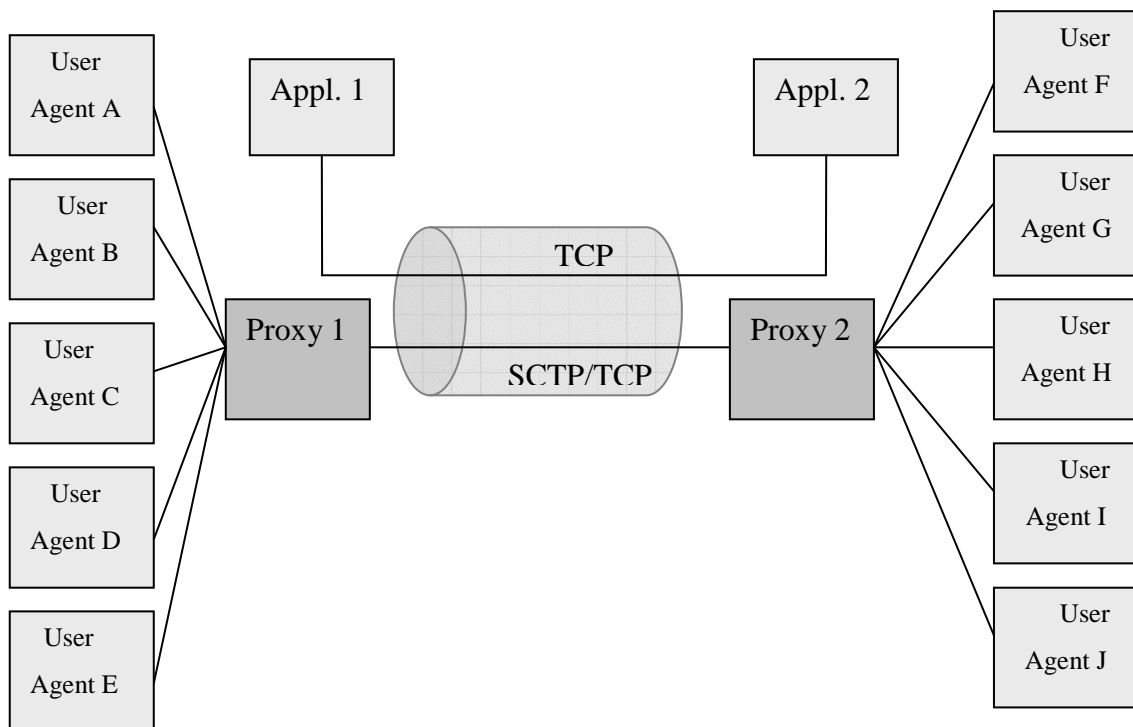 User
Agent A
User
Agent B
User
Agent C
User
Agent D
User
Agent E
Appl. 1
Appl. 2
TCP
Proxy 1
Proxy 2
SCTP/TCP
User
Agent F
User
Agent G
User
Agent H
User
Agent I
User
Agent J